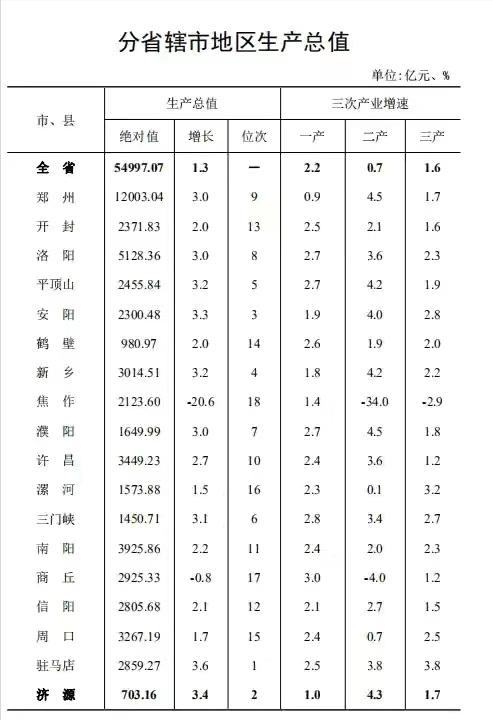 分省辖市地区生产总值
单位:亿元、%
市、县 生产总值 三次产业增速
绝对值 增长 位次 一产 二产 三产
全 省 54997.07 1.3 — 2.2 0.7 1.6
郑 州 12003.04 3.0 9 0.9 4.5 1.7
开 封 2371.83 2.0 13 2.5 2.1 1.6
洛 阳 5128.36 3.0 8 2.7 3.6 2.3
平顶山 2455.84 3.2 5 2.7 4.2 1.9
安 阳 2300.48 3.3 3 1.9 4.0 2.8
鹤 壁 980.97 2.0 14 2.6 1.9 2.0
新 乡 3014.51 3.2 4 1.8 4.2 2.2
焦 作 2123.60 -20.6 18 1.4 -34.0 -2.9
濮 阳 1649.99 3.0 7 2.7 4.5 1.8
许 昌 3449.23 2.7 10 2.4 3.6 1.2
漯 河 1573.88 1.5 16 2.3 0.1 3.2
三门峡 1450.71 3.1 6 2.8 3.4 2.7
南 阳 3925.86 2.2 11 2.4 2.0 2.3
商 丘 2925.33 -0.8 17 3.0 -4.0 1.2
信 阳 2805.68 2.1 12 2.1 2.7 1.5
周 口 3267.19 1.7 15 2.4 0.7 2.5
驻马店 2859.27 3.6 1 2.5 3.8 3.8
济 源 703.16 3.4 2 1.0 4.3 1.7